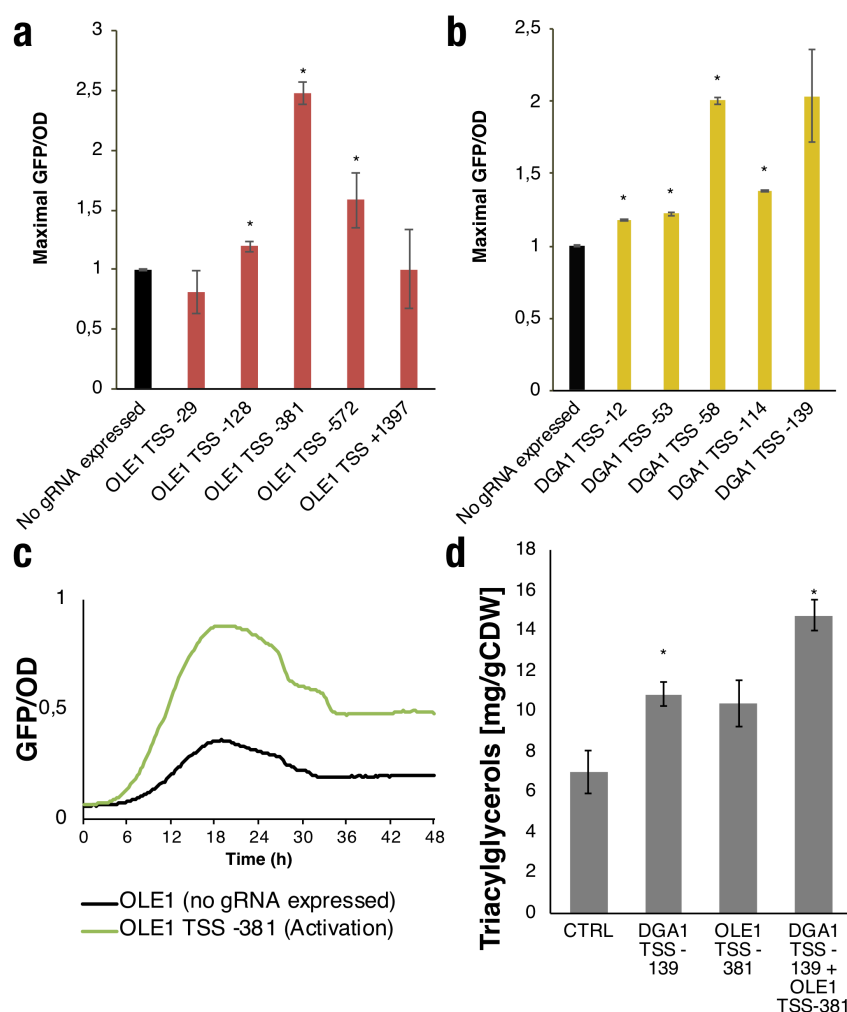 a
3
2,5
2
1,5
1
0,5
0
Maximal GFP/OD
*
*
*
No gRNA expressed
OLE1 TSS -29
OLE1 TSS -128
OLE1 TSS -381
OLE1 TSS -572
OLE1 TSS +1397
b
2,5
2
1,5
1
0,5
0
Maximal GFP/OD
*
*
*
*
No gRNA expressed
DGA1 TSS -12
DGA1 TSS -53
DGA1 TSS -58
DGA1 TSS -114
DGA1 TSS -139
c
1
0,5
0
GFP/OD
0 6 12 18 24 30 36 42 48
Time (h)
OLE1 (no gRNA expressed)
OLE1 TSS -381 (Activation)
d
18
16
14
12
10
8
6
4
2
0
Triacylglycerols [mg/gCDW]
*
*
CTRL
DGA1
TSS -
139
OLE1
TSS -
381
DGA1
TSS -
139 +
OLE1
TSS-381